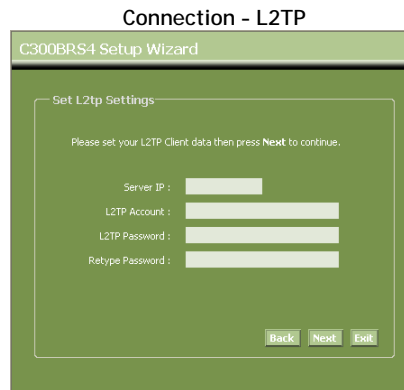 Connection - L2TP
C300BRS4 Setup Wizard
Set L2tp Settings
Please set your L2TP Client data then press Next to continue.
Server IP :
L2TP Account :
L2TP Password :
Retype Password :
Back Next Exit